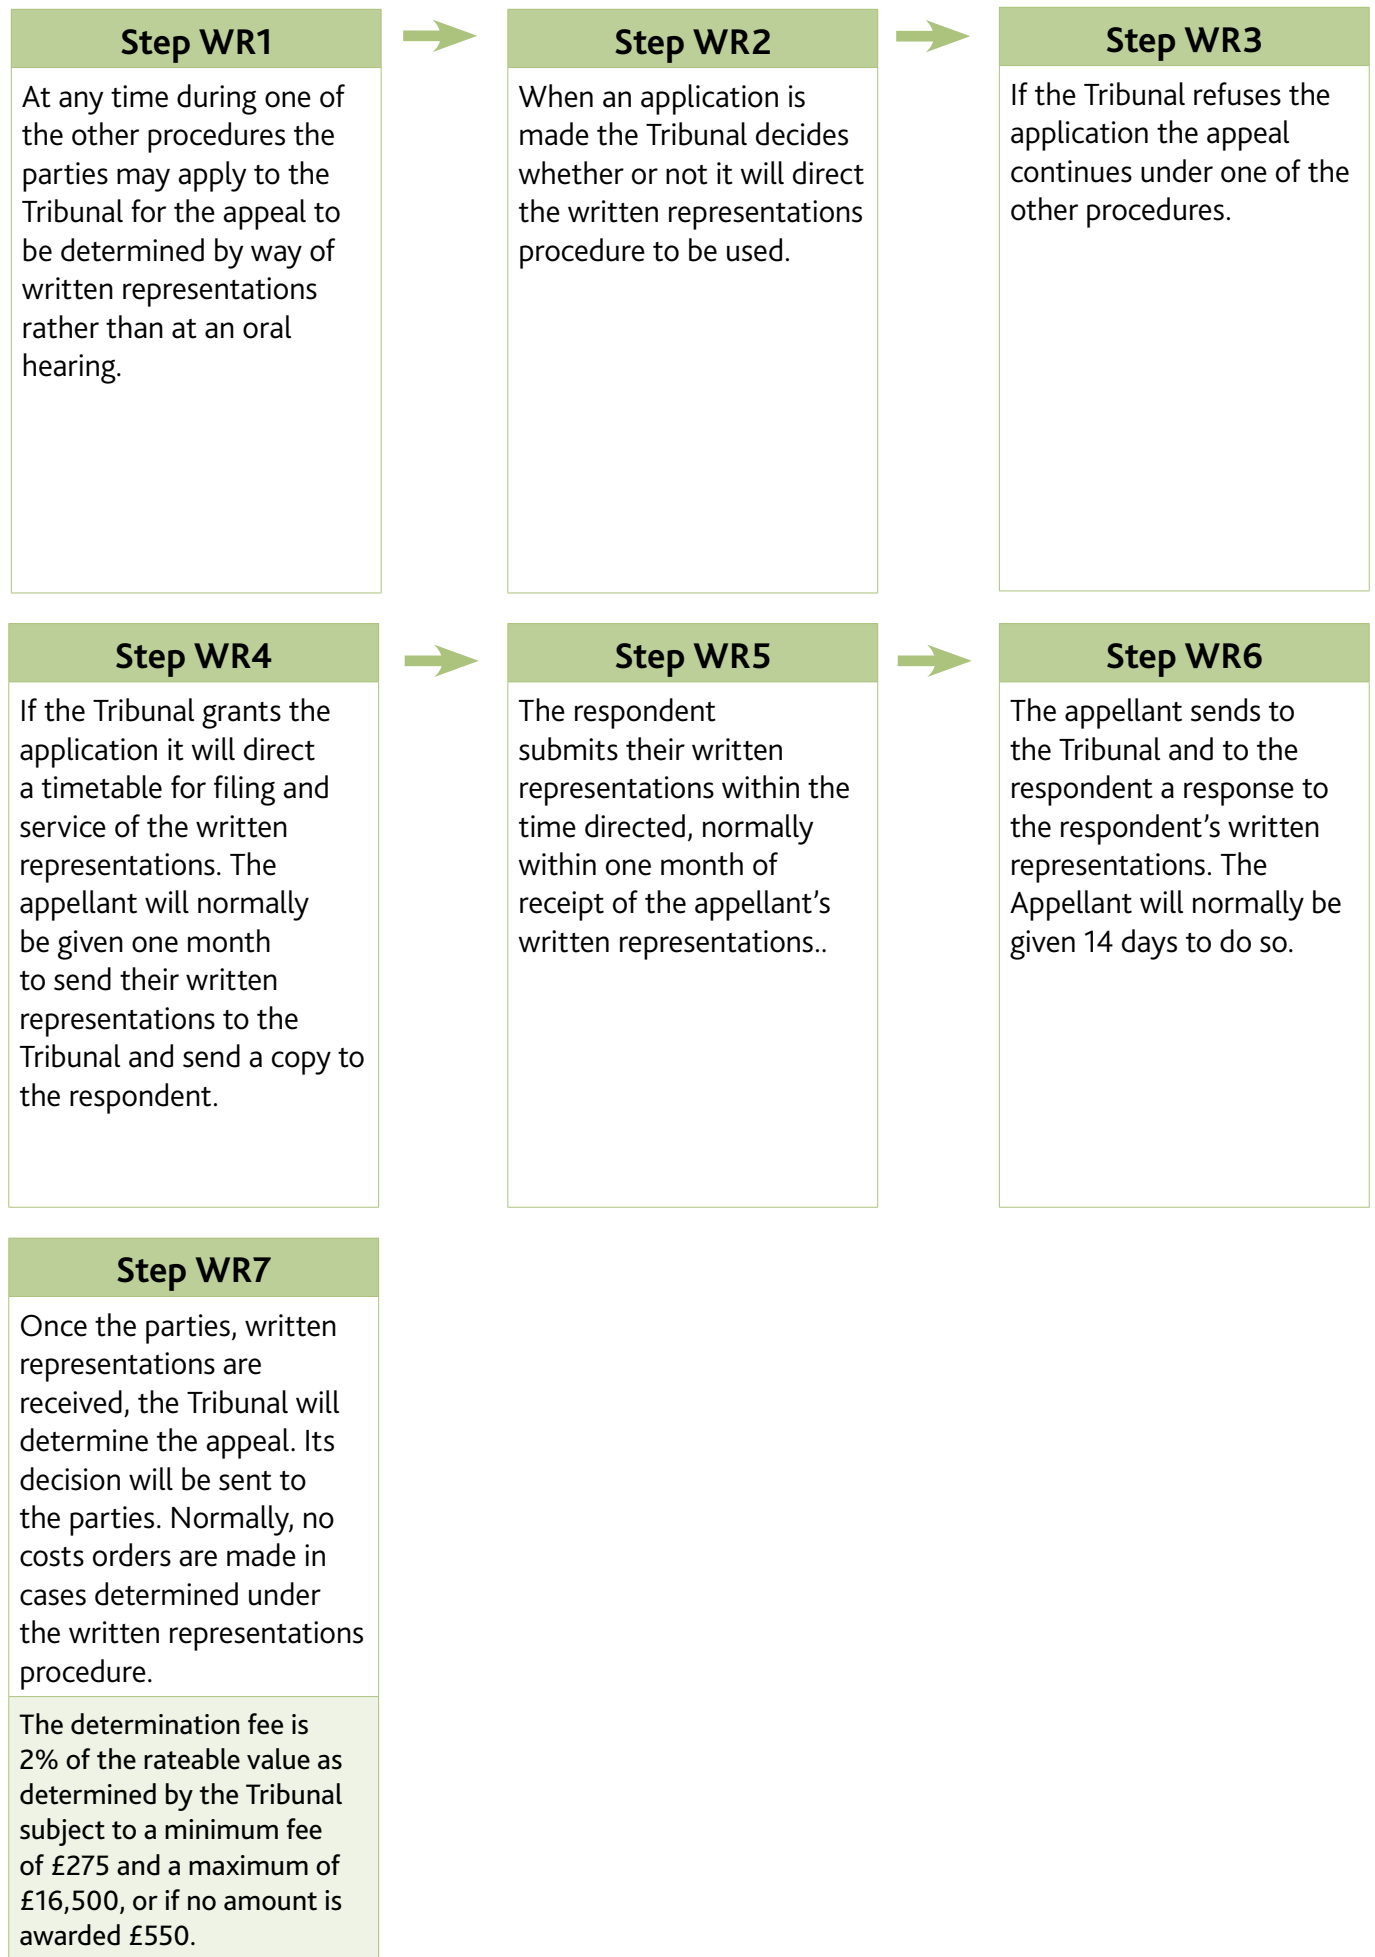 Step WR1
At any time during one of
the other procedures the
parties may apply to the
Tribunal for the appeal to
be determined by way of
written representations
rather than at an oral
hearing.
Step WR2
When an application is
made the Tribunal decides
whether or not it will direct
the written representations
procedure to be used.
Step WR3
If the Tribunal refuses the
application the appeal
continues under one of the
other procedures.
Step WR4
If the Tribunal grants the
application it will direct
a timetable for filing and
service of the written
representations. The
appellant will normally
be given one month
to send their written
representations to the
Tribunal and send a copy to
the respondent.
Step WR5
The respondent
submits their written
representations within the
time directed, normally
within one month of
receipt of the appellant’s
written representations..
Step WR6
The appellant sends to
the Tribunal and to the
respondent a response to
the respondent’s written
representations. The
Appellant will normally be
given 14 days to do so.
Step WR7
Once the parties, written
representations are
received, the Tribunal will
determine the appeal. Its
decision will be sent to
the parties. Normally, no
costs orders are made in
cases determined under
the written representations
procedure.
The determination fee is
2% of the rateable value as
determined by the Tribunal
subject to a minimum fee
of £275 and a maximum of
£16,500, or if no amount is
awarded £550.